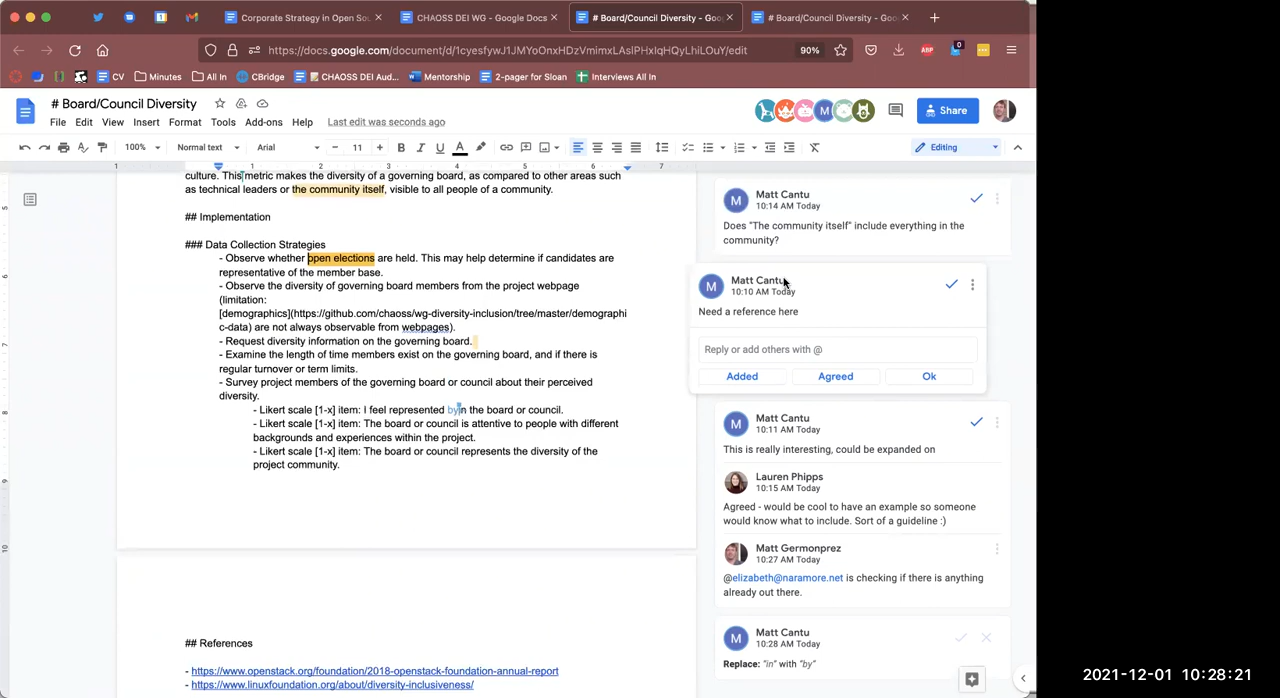 Corporate Strategy in Open Sou
CHAOSS DEI WG - Google Docs
# Board/Council Diversity - Goo
# Board/Council Diversity - Goo
https://docs.google.com/document/d/1cyesfywJ1JMYoOnxHDzVmimxLAslPHxlqHQyLhiLOuY/edit
90%
ABP
0
CV
Minutes
All In
CBridge
CHAOSS DEI Aud...
Mentorship
2-pager for Sloan
Interviews All In
# Board/Council Diversity
File Edit View Insert Format Tools Add-ons Help Last edit was seconds ago
M
Share
100% Normal text Arial 11 B I U A Editing
1 1 2 3 4 5 6 7
culture. This metric makes the diversity of a governing board, as compared to other areas such
as technical leaders or the community itself, visible to all people of a community.
## Implementation
### Data Collection Strategies
- Observe whether open elections are held. This may help determine if candidates are
representative of the member base.
- Observe the diversity of governing board members from the project webpage
(limitation:
[demographics](https://github.com/chaoss/wg-diversity-inclusion/tree/master/demographi
c-data) are not always observable from webpages).
- Request diversity information on the governing board.
- Examine the length of time members exist on the governing board, and if there is
regular turnover or term limits.
- Survey project members of the governing board or council about their perceived
diversity.
- Likert scale [1-x] item: I feel represented byin the board or council.
- Likert scale [1-x] item: The board or council is attentive to people with different
backgrounds and experiences within the project.
- Likert scale [1-x] item: The board or council represents the diversity of the
project community.
## References
- https://www.openstack.org/foundation/2018-openstack-foundation-annual-report
- https://www.linuxfoundation.org/about/diversity-inclusiveness/
M
Matt Cantu
10:14 AM Today
Does "The community itself" include everything in the
community?
M
Matt Cantu
10:10 AM Today
Need a reference here
Reply or add others with @
Added
Agreed
Ok
M
Matt Cantu
10:11 AM Today
This is really interesting, could be expanded on
Lauren Phipps
10:15 AM Today
Agreed - would be cool to have an example so someone
would know what to include. Sort of a guideline :)
Matt Germonprez
10:27 AM Today
@elizabeth@naramore.net is checking if there is anything
already out there.
M
Matt Cantu
10:28 AM Today
Replace: "in" with "by"
2021-12-01 10:28:21